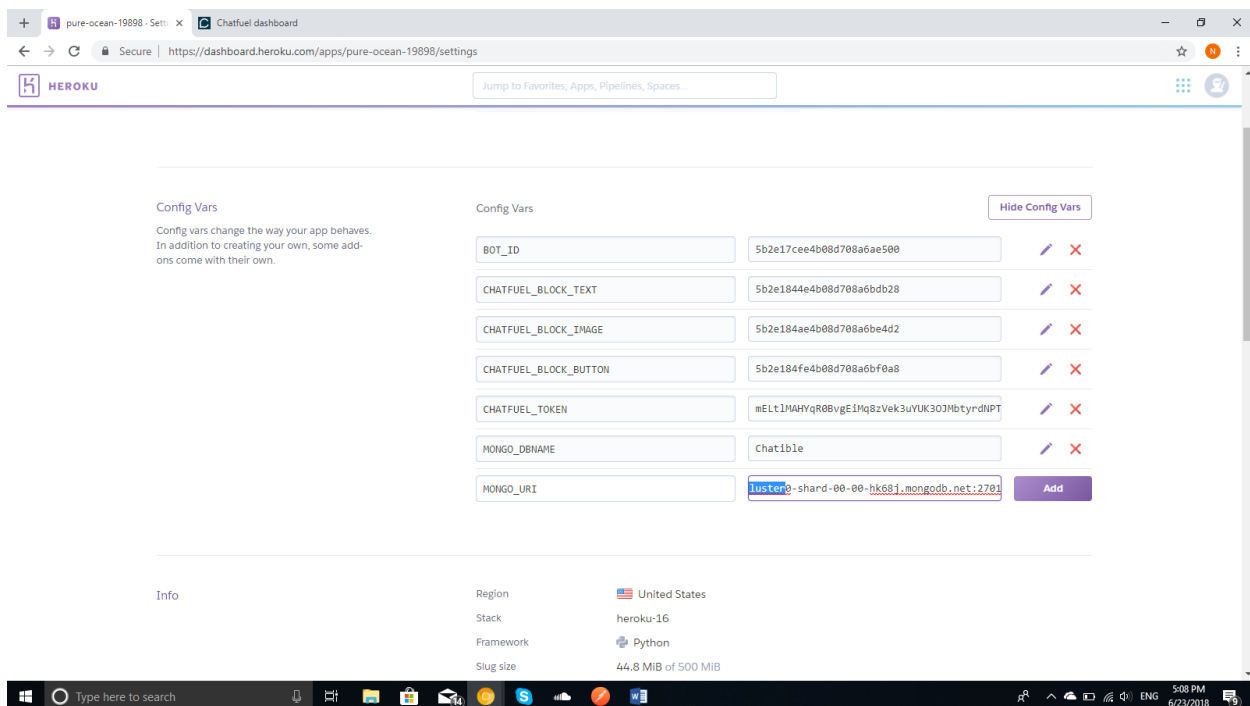 pure-ocean-19898 - Setti
Chatfuel dashboard
Secure | https://dashboard.heroku.com/apps/pure-ocean-19898/settings
N
HEROKU
Jump to Favorites, Apps, Pipelines, Spaces...
Config Vars
Config vars change the way your app behaves.
In addition to creating your own, some add-
ons come with their own.
Config Vars
Hide Config Vars
BOT_ID 5b2e17cee4b08d708a6ae500
CHATFUEL_BLOCK_TEXT 5b2e1844e4b08d708a6bdb28
CHATFUEL_BLOCK_IMAGE 5b2e184ae4b08d708a6be4d2
CHATFUEL_BLOCK_BUTTON 5b2e184fe4b08d708a6bf0a8
CHATFUEL_TOKEN mELtlMAHYqR0BvgEiMq8zVek3uYUK3OJMbtyrdNPT
MONGO_DBNAME Chatible
MONGO_URI luster0-shard-00-00-hk68j.mongodb.net:2701 Add
Info
Region United States
Stack heroku-16
Framework Python
Slug size 44.8 MiB of 500 MiB
Type here to search
14
ENG
5:08 PM
6/23/2018
9